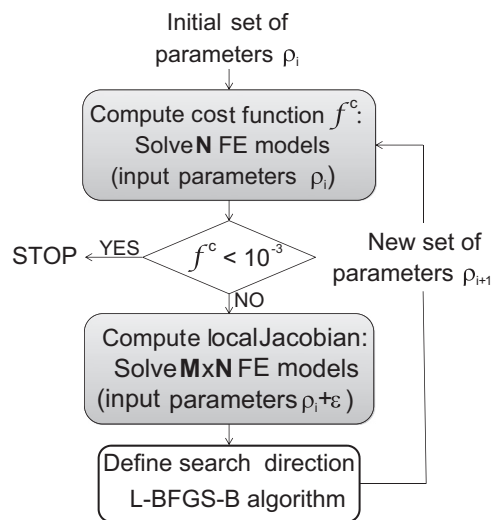 Initial set of
parameters ρi
Compute cost function f^c:
Solve N FE models
(input parameters ρi)
STOP
YES
f^c < 10^-3
NO
New set of
parameters ρi+1
Compute local Jacobian:
Solve MxN FE models
(input parameters ρi+ε )
Define search direction
L-BFGS-B algorithm